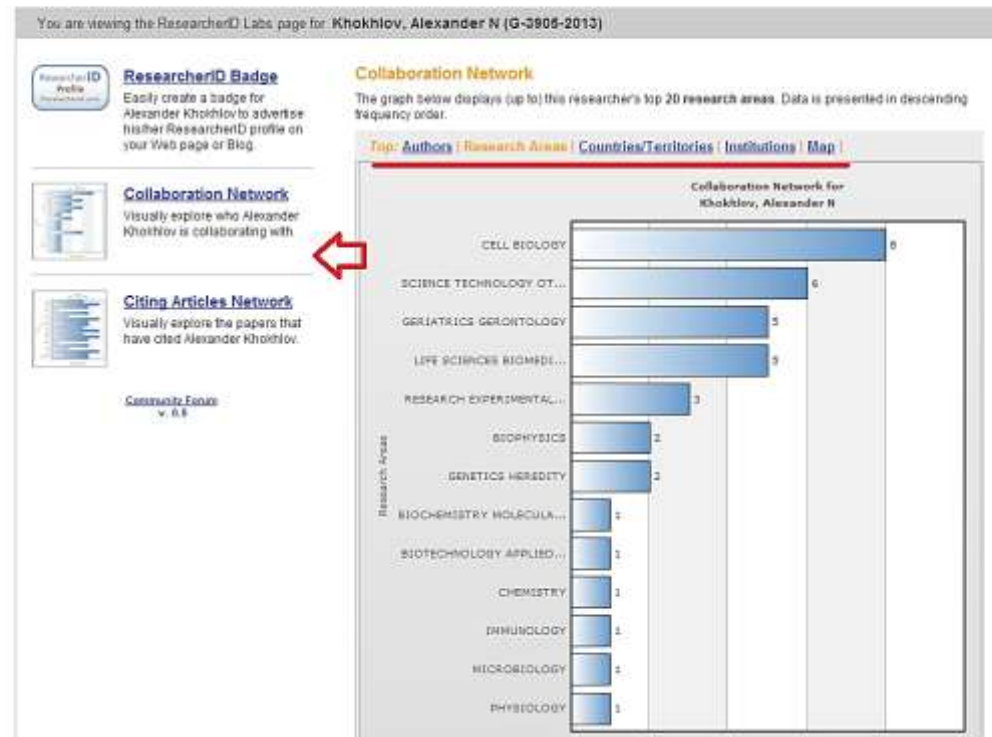 You are viewing the ResearcherID Labs page for Khokhlov, Alexander N (G-3905-2013)
ResearcherID
Profile
ResearcherID Badge
Easily create a badge for
Alexander Khokhlov to advertise
his/her ResearcherID profile on
your Web page or Blog.
Collaboration Network
Visually explore who Alexander
Khokhlov is collaborating with
Citing Articles Network
Visually explore the papers that
have cited Alexander Khokhlov.
Community Forum
Collaboration Network
The graph below displays (up to) this researcher's top 20 research areas. Data is presented in descending
frequency order.
Top: Authors | Research Areas | Countries/Territories | Institutions | Map |
Collaboration Network for
Khokhlov, Alexander N
Research Areas
CELL BIOLOGY 8
SCIENCE TECHNOLOGY OT... 6
GERIATRICS GERONTOLOGY 5
LIFE SCIENCES BIOMEDI... 5
RESEARCH EXPERIMENTAL... 3
BIOPHYSICS 2
GENETICS HEREDITY 2
BIOCHEMISTRY MOLECULA... 1
BIOTECHNOLOGY APPLIED... 1
CHEMISTRY 1
IMMUNOLOGY 1
MICROBIOLOGY 1
PHYSIOLOGY 1